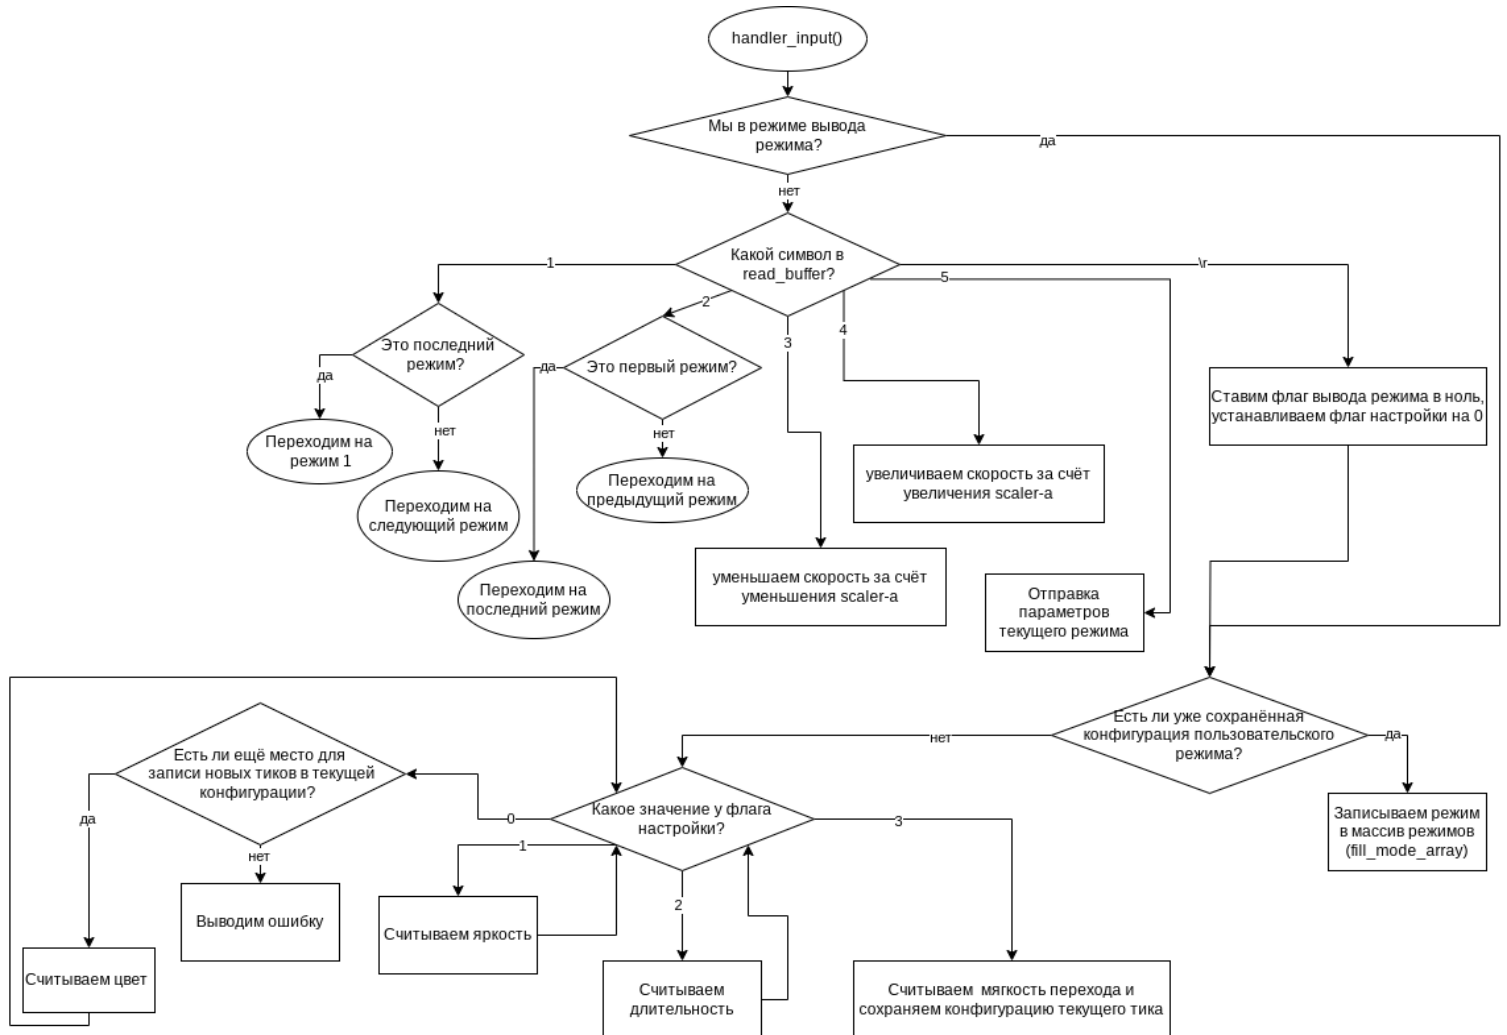 handler_input()
Мы в режиме вывода
режима?
да
нет
Какой символ в
read_buffer?
1
2
3
4
5
\r
Это последний
режим?
да
нет
Переходим на
режим 1
Переходим на
следующий режим
Это первый режим?
да
нет
Переходим на
предыдущий режим
Переходим на
последний режим
уменьшаем скорость за счёт
уменьшения scaler-а
увеличиваем скорость за счёт
увеличения scaler-а
Отправка
параметров
текущего режима
Ставим флаг вывода режима в ноль,
устанавливаем флаг настройки на 0
Есть ли уже сохранённая
конфигурация пользовательского
режима?
нет
да
Записываем режим
в массив режимов
(fill_mode_array)
Какое значение у флага
настройки?
0
1
2
3
Есть ли ещё место для
записи новых тиков в текущей
конфигурации?
да
нет
Считываем цвет
Выводим ошибку
Считываем яркость
Считываем
длительность
Считываем мягкость перехода и
сохраняем конфигурацию текущего тика